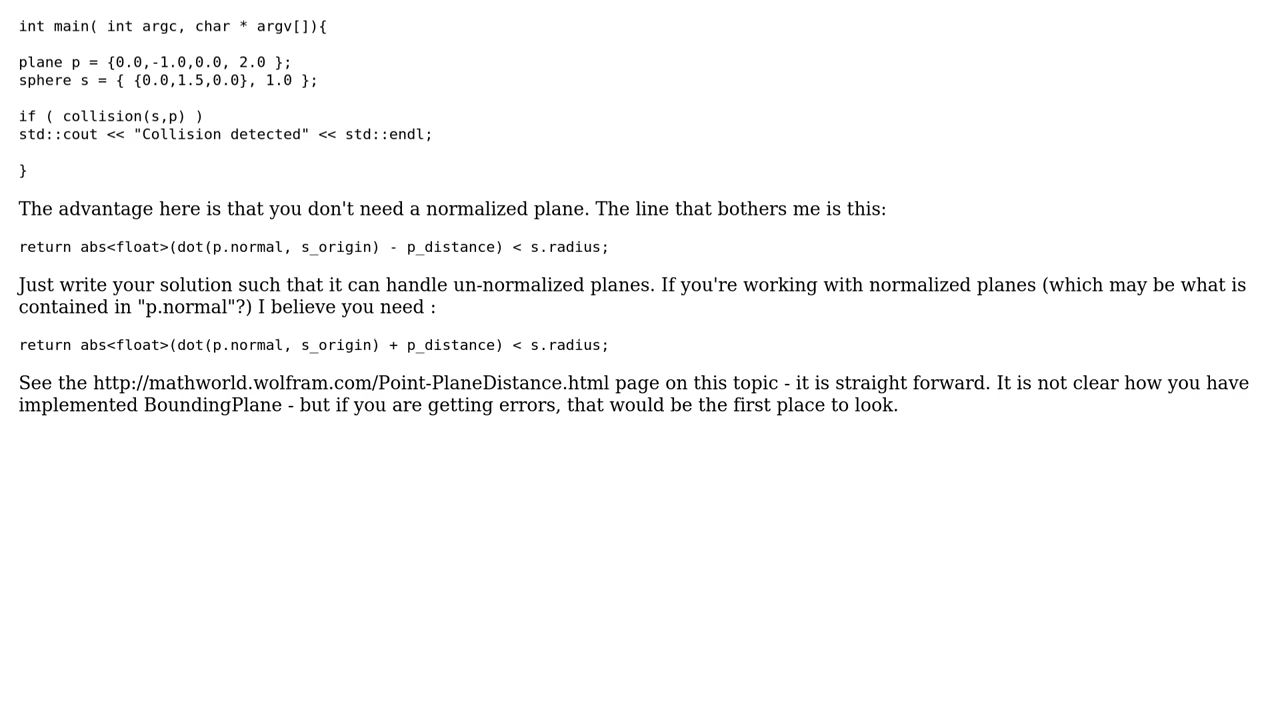 int main( int argc, char * argv[]){
plane p = {0.0,-1.0,0.0, 2.0 };
sphere s = { {0.0,1.5,0.0}, 1.0 };
if ( collision(s,p) )
std::cout << "Collision detected" << std::endl;
}
The advantage here is that you don't need a normalized plane. The line that bothers me is this:
return abs<float>(dot(p.normal, s_origin) - p_distance) < s.radius;
Just write your solution such that it can handle un-normalized planes. If you're working with normalized planes (which may be what is
contained in "p.normal"?) I believe you need :
return abs<float>(dot(p.normal, s_origin) + p_distance) < s.radius;
See the http://mathworld.wolfram.com/Point-PlaneDistance.html page on this topic - it is straight forward. It is not clear how you have
implemented BoundingPlane - but if you are getting errors, that would be the first place to look.